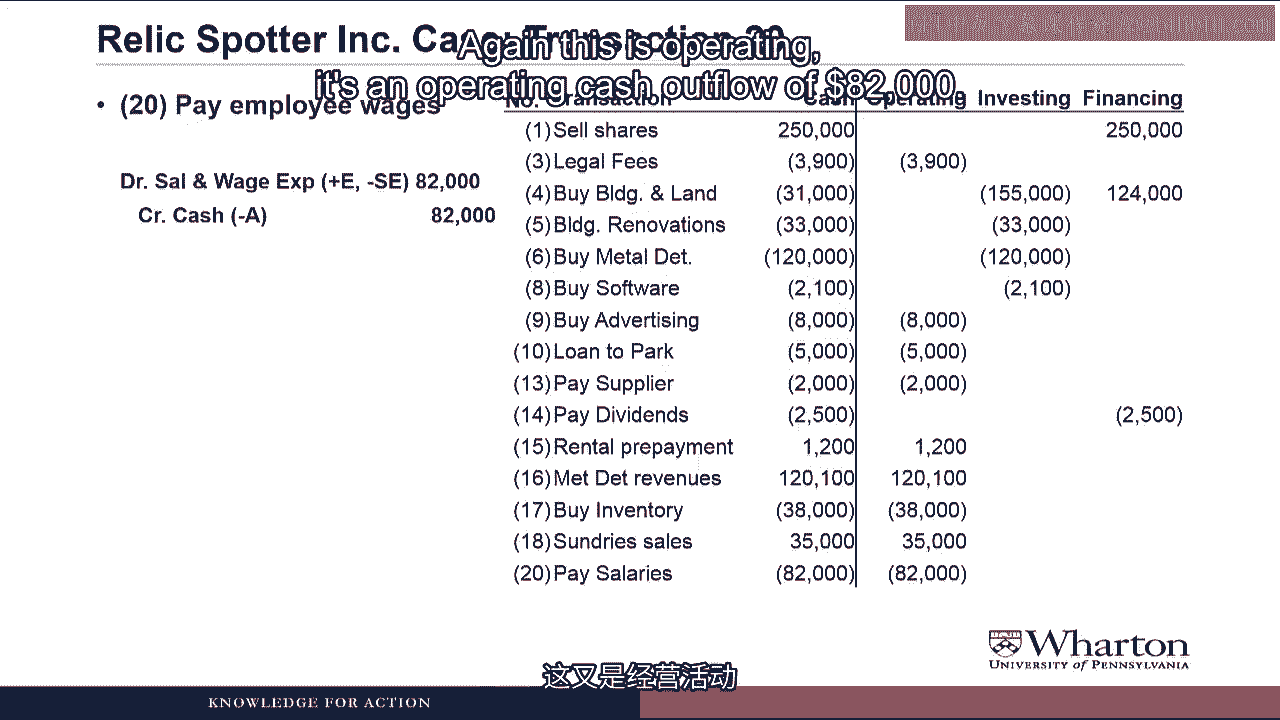 Relic Spotter Inc. Ca
Again this is operating,
it's an operating cash outflow of $82,000.
• (20) Pay employee wages
No. Transaction Cash Operating Investing Financing
(1) Sell shares 250,000 250,000
(3) Legal Fees (3,900) (3,900)
(4) Buy Bldg. & Land (31,000) (155,000) 124,000
(5) Bldg. Renovations (33,000) (33,000)
(6) Buy Metal Det. (120,000) (120,000)
(8) Buy Software (2,100) (2,100)
(9) Buy Advertising (8,000) (8,000)
(10) Loan to Park (5,000) (5,000)
(13) Pay Supplier (2,000) (2,000)
(14) Pay Dividends (2,500) (2,500)
(15) Rental prepayment 1,200 1,200
(16) Met Det revenues 120,100 120,100
(17) Buy Inventory (38,000) (38,000)
(18) Sundries sales 35,000 35,000
(20) Pay Salaries (82,000) (82,000)
Dr. Sal & Wage Exp (+E, -SE) 82,000
Cr. Cash (-A) 82,000
Wharton
UNIVERSITY of PENNSYLVANIA
这又是经营活动
KNOWLEDGE FOR ACTION